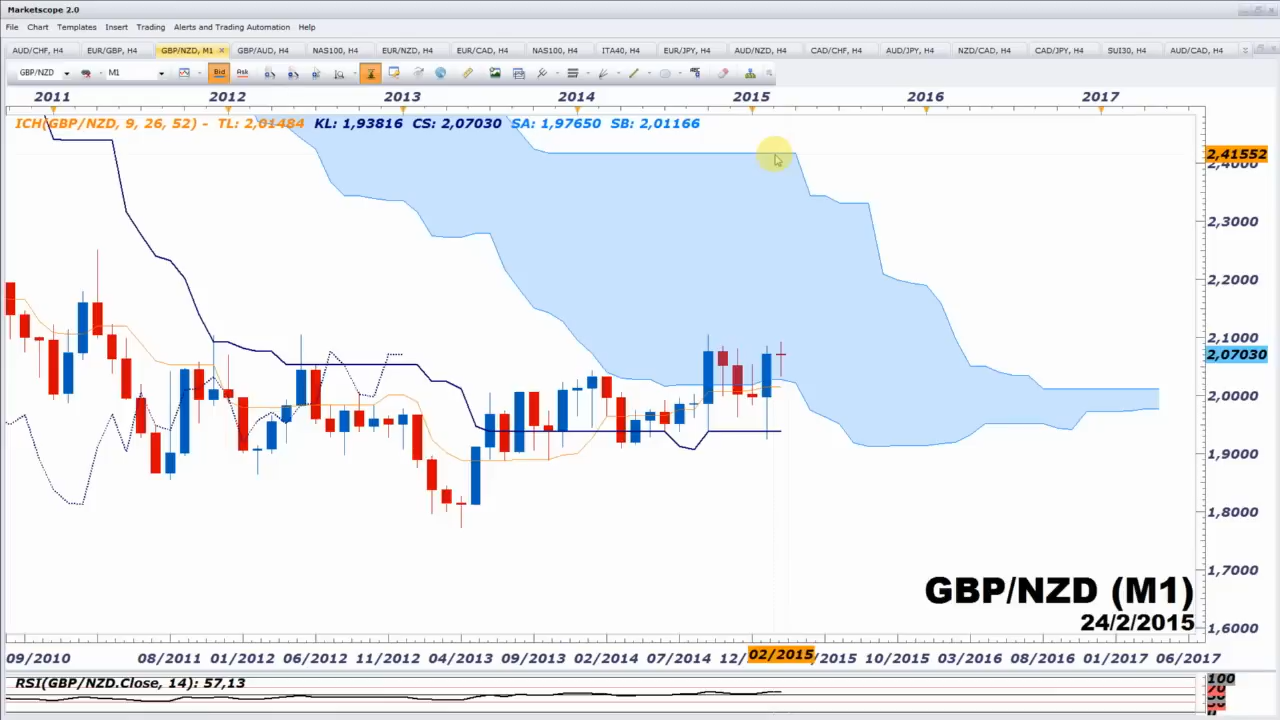 Marketscope 2.0
File Chart Templates Insert Trading Alerts and Trading Automation Help
AUD/CHF, H4 EUR/GBP, H4 GBP/NZD, M1 GBP/AUD, H4 NAS100, H4 EUR/NZD, H4 EUR/CAD, H4 NAS100, H4 ITA40, H4 EUR/JPY, H4 AUD/NZD, H4 CAD/CHF, H4 AUD/JPY, H4 NZD/CAD, H4 CAD/JPY, H4 SUI30, H4 AUD/CAD, H4
GBP/NZD M1 Bid Ask
2011 2012 2013 2014 2015 2016 2017
ICH(GBP/NZD, 9, 26, 52) - TL: 2,01484 KL: 1,93816 CS: 2,07030 SA: 1,97650 SB: 2,01166
2,41552
2,4000
2,3000
2,2000
2,1000
2,07030
2,0000
1,9000
1,8000
1,7000
1,6000
GBP/NZD (M1)
24/2/2015
09/2010 08/2011 01/2012 06/2012 11/2012 04/2013 09/2013 02/2014 07/2014 12/ 02/2015 /2015 10/2015 03/2016 08/2016 01/2017 06/2017
RSI(GBP/NZD.Close, 14): 57,13
100
70